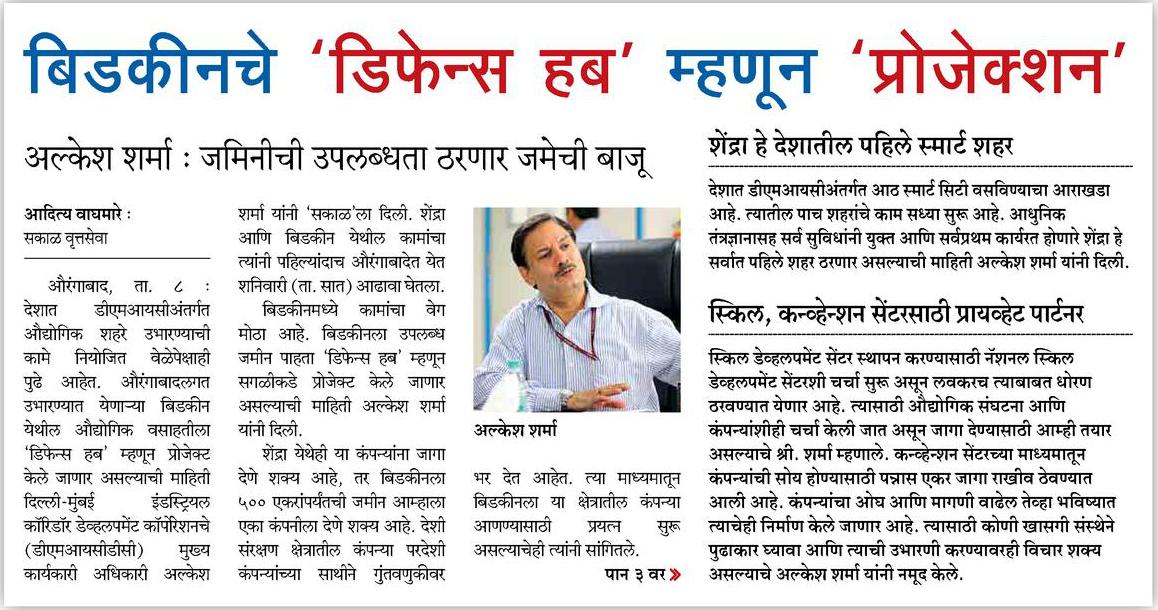 बिडकीनचे ‘डिफेन्स हब’ म्हणून ‘प्रोजेक्शन’
अल्केश शर्मा : जमिनीची उपलब्धता ठरणार जमेची बाजू
आदित्य वाघमारे :
सकाळ वृत्तसेवा
औरंगाबाद, ता. ८ :
देशात डीएमआयसीअंतर्गत
औद्योगिक शहरे उभारण्याची
कामे नियोजित वेळेपेक्षाही
पुढे आहेत. औरंगाबादलगत
उभारण्यात येणाऱ्या बिडकीन
येथील औद्योगिक वसाहतीला
‘डिफेन्स हब’ म्हणून प्रोजेक्ट
केले जाणार असल्याची माहिती
दिल्ली-मुंबई इंडस्ट्रियल
कॉरिडॉर डेव्हलपमेंट कॉर्पोरेशनचे
(डीएमआयसीडीसी) मुख्य
कार्यकारी अधिकारी अल्केश
शर्मा यांनी ‘सकाळ’ला दिली. शेंद्रा
आणि बिडकीन येथील कामांचा
त्यांनी पहिल्यांदाच औरंगाबादेत येत
शनिवारी (ता. सात) आढावा घेतला.
बिडकीनमध्ये कामांचा वेग
मोठा आहे. बिडकीनला उपलब्ध
जमीन पाहता ‘डिफेन्स हब’ म्हणून
सगळीकडे प्रोजेक्ट केले जाणार
असल्याची माहिती अल्केश शर्मा
यांनी दिली.
शेंद्रा येथेही या कंपन्यांना जागा
देणे शक्य आहे, तर बिडकीनला
५०० एकरांपर्यंतची जमीन आम्हाला
एका कंपनीला देणे शक्य आहे. देशी
संरक्षण क्षेत्रातील कंपन्या परदेशी
कंपन्यांच्या साथीने गुंतवणुकीवर
अल्केश शर्मा
भर देत आहेत. त्या माध्यमातून
बिडकीनला या क्षेत्रातील कंपन्या
आणण्यासाठी प्रयत्न सुरू
असल्याचेही त्यांनी सांगितले.
पान ३ वर
शेंद्रा हे देशातील पहिले स्मार्ट शहर
देशात डीएमआयसीअंतर्गत आठ स्मार्ट सिटी वसविण्याचा आराखडा
आहे. त्यातील पाच शहरांचे काम सध्या सुरू आहे. आधुनिक
तंत्रज्ञानासह सर्व सुविधांनी युक्त आणि सर्वप्रथम कार्यरत होणारे शेंद्रा हे
सर्वात पहिले शहर ठरणार असल्याची माहिती अल्केश शर्मा यांनी दिली.
स्किल, कन्व्हेन्शन सेंटरसाठी प्रायव्हेट पार्टनर
स्किल डेव्हलपमेंट सेंटर स्थापन करण्यासाठी नॅशनल स्किल
डेव्हलपमेंट सेंटरशी चर्चा सुरू असून लवकरच त्याबाबत धोरण
ठरवण्यात येणार आहे. त्यासाठी औद्योगिक संघटना आणि
कंपन्यांशीही चर्चा केली जात असून जागा देण्यासाठी आम्ही तयार
असल्याचे श्री. शर्मा म्हणाले. कन्व्हेन्शन सेंटरच्या माध्यमातून
कंपन्यांची सोय होण्यासाठी पन्नास एकर जागा राखीव ठेवण्यात
आली आहे. कंपन्यांचा ओघ आणि मागणी वाढेल तेव्हा भविष्यात
त्याचेही निर्माण केले जाणार आहे. त्यासाठी कोणी खासगी संस्थेने
पुढाकार घ्यावा आणि त्याची उभारणी करण्यावरही विचार शक्य
असल्याचे अल्केश शर्मा यांनी नमूद केले.